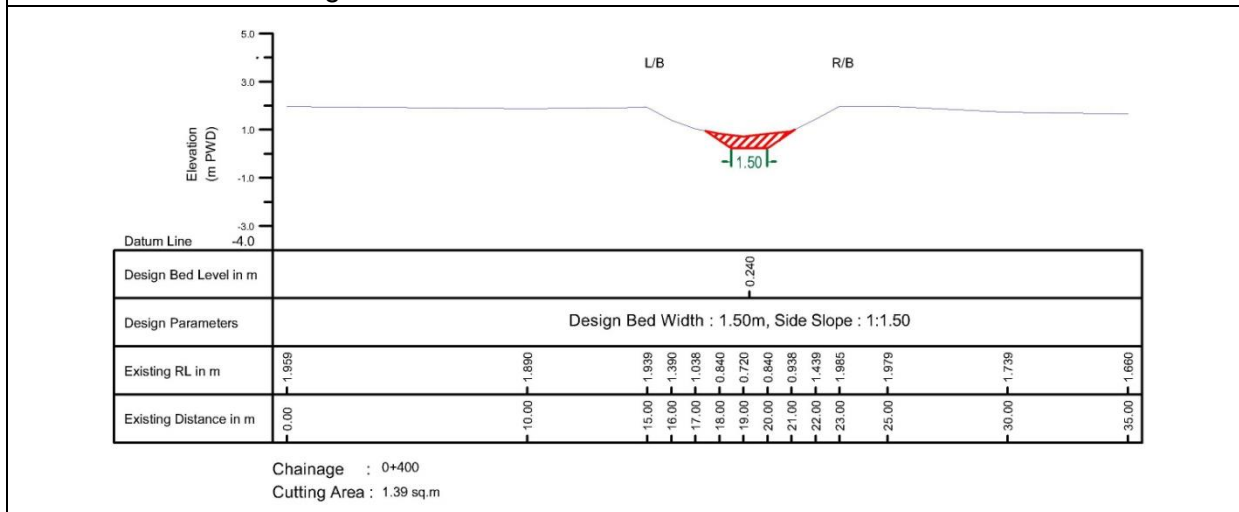 5.0
3.0
1.0
-1.0
-3.0
Elevation
(m PWD)
L/B
R/B
1.50
Datum Line -4.0
Design Bed Level in m
0.240
Design Parameters
Design Bed Width : 1.50m, Side Slope : 1:1.50
Existing RL in m
1.959 1.890 1.939 1.390 1.038 0.840 0.720 0.840 0.938 1.439 1.985 1.979 1.739 1.660
Existing Distance in m
0.00 10.00 15.00 16.00 17.00 18.00 19.00 20.00 21.00 22.00 23.00 25.00 30.00 35.00
Chainage : 0+400
Cutting Area : 1.39 sq.m